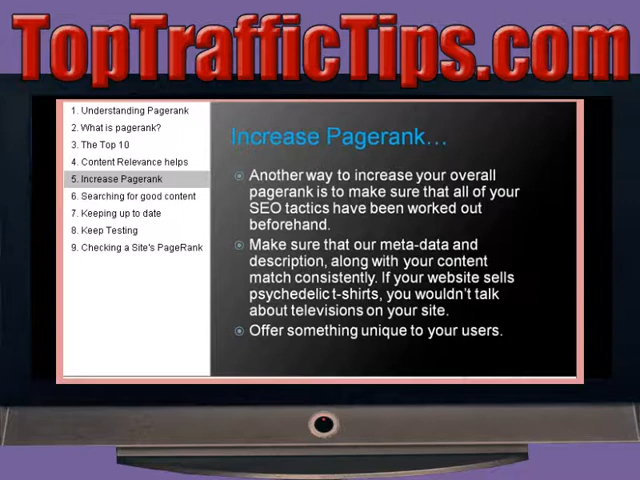 TopTrafficTips.com
1. Understanding Pagerank
2. What is pagerank?
3. The Top 10
4. Content Relevance helps
5. Increase Pagerank
6. Searching for good content
7. Keeping up to date
8. Keep Testing
9. Checking a Site's PageRank
Increase Pagerank…
Another way to increase your overall
pagerank is to make sure that all of your
SEO tactics have been worked out
beforehand.
Make sure that our meta-data and
description, along with your content
match consistently. If your website sells
psychedelic t-shirts, you wouldn't talk
about televisions on your site.
Offer something unique to your users.